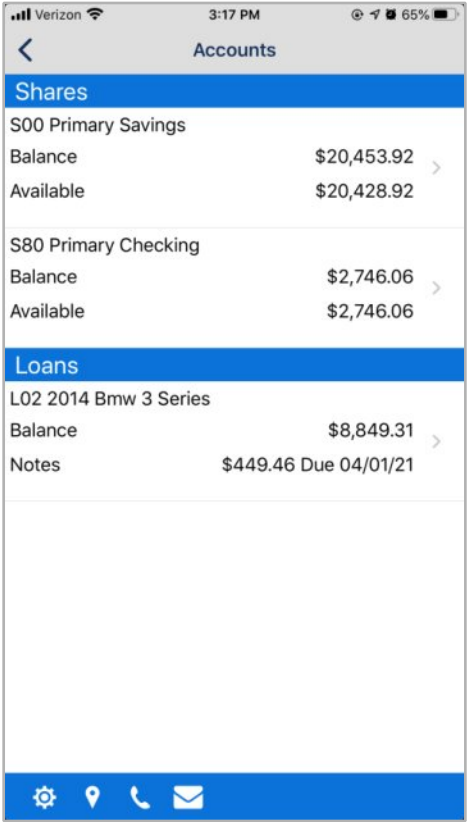 Verizon 3:17 PM 65%
Accounts
Shares
S00 Primary Savings
Balance $20,453.92
Available $20,428.92
S80 Primary Checking
Balance $2,746.06
Available $2,746.06
Loans
L02 2014 Bmw 3 Series
Balance $8,849.31
Notes $449.46 Due 04/01/21